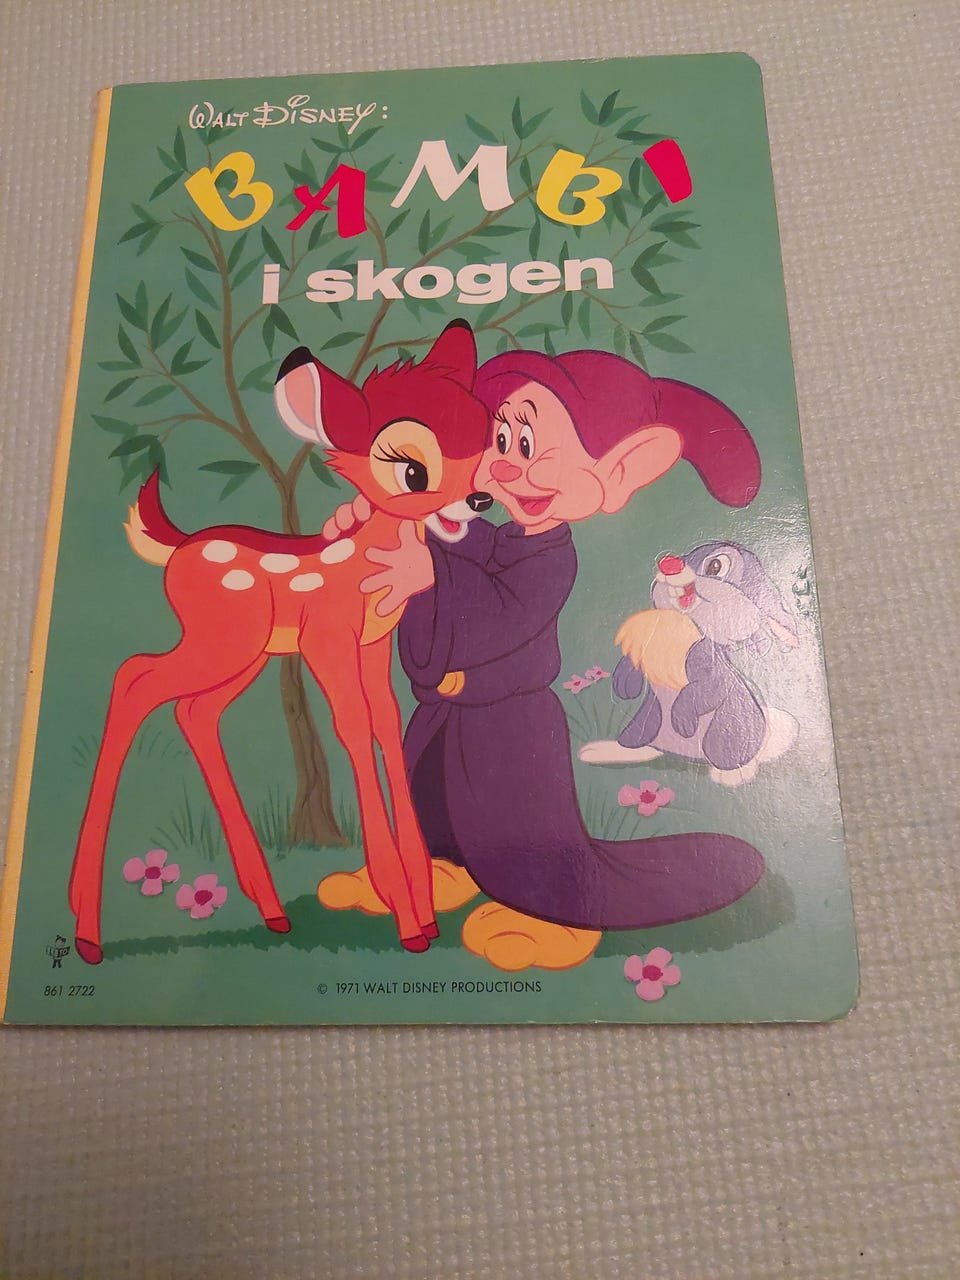 WALT DISNEY:
BAMBI
i skogen
861 2722
© 1971 WALT DISNEY PRODUCTIONS